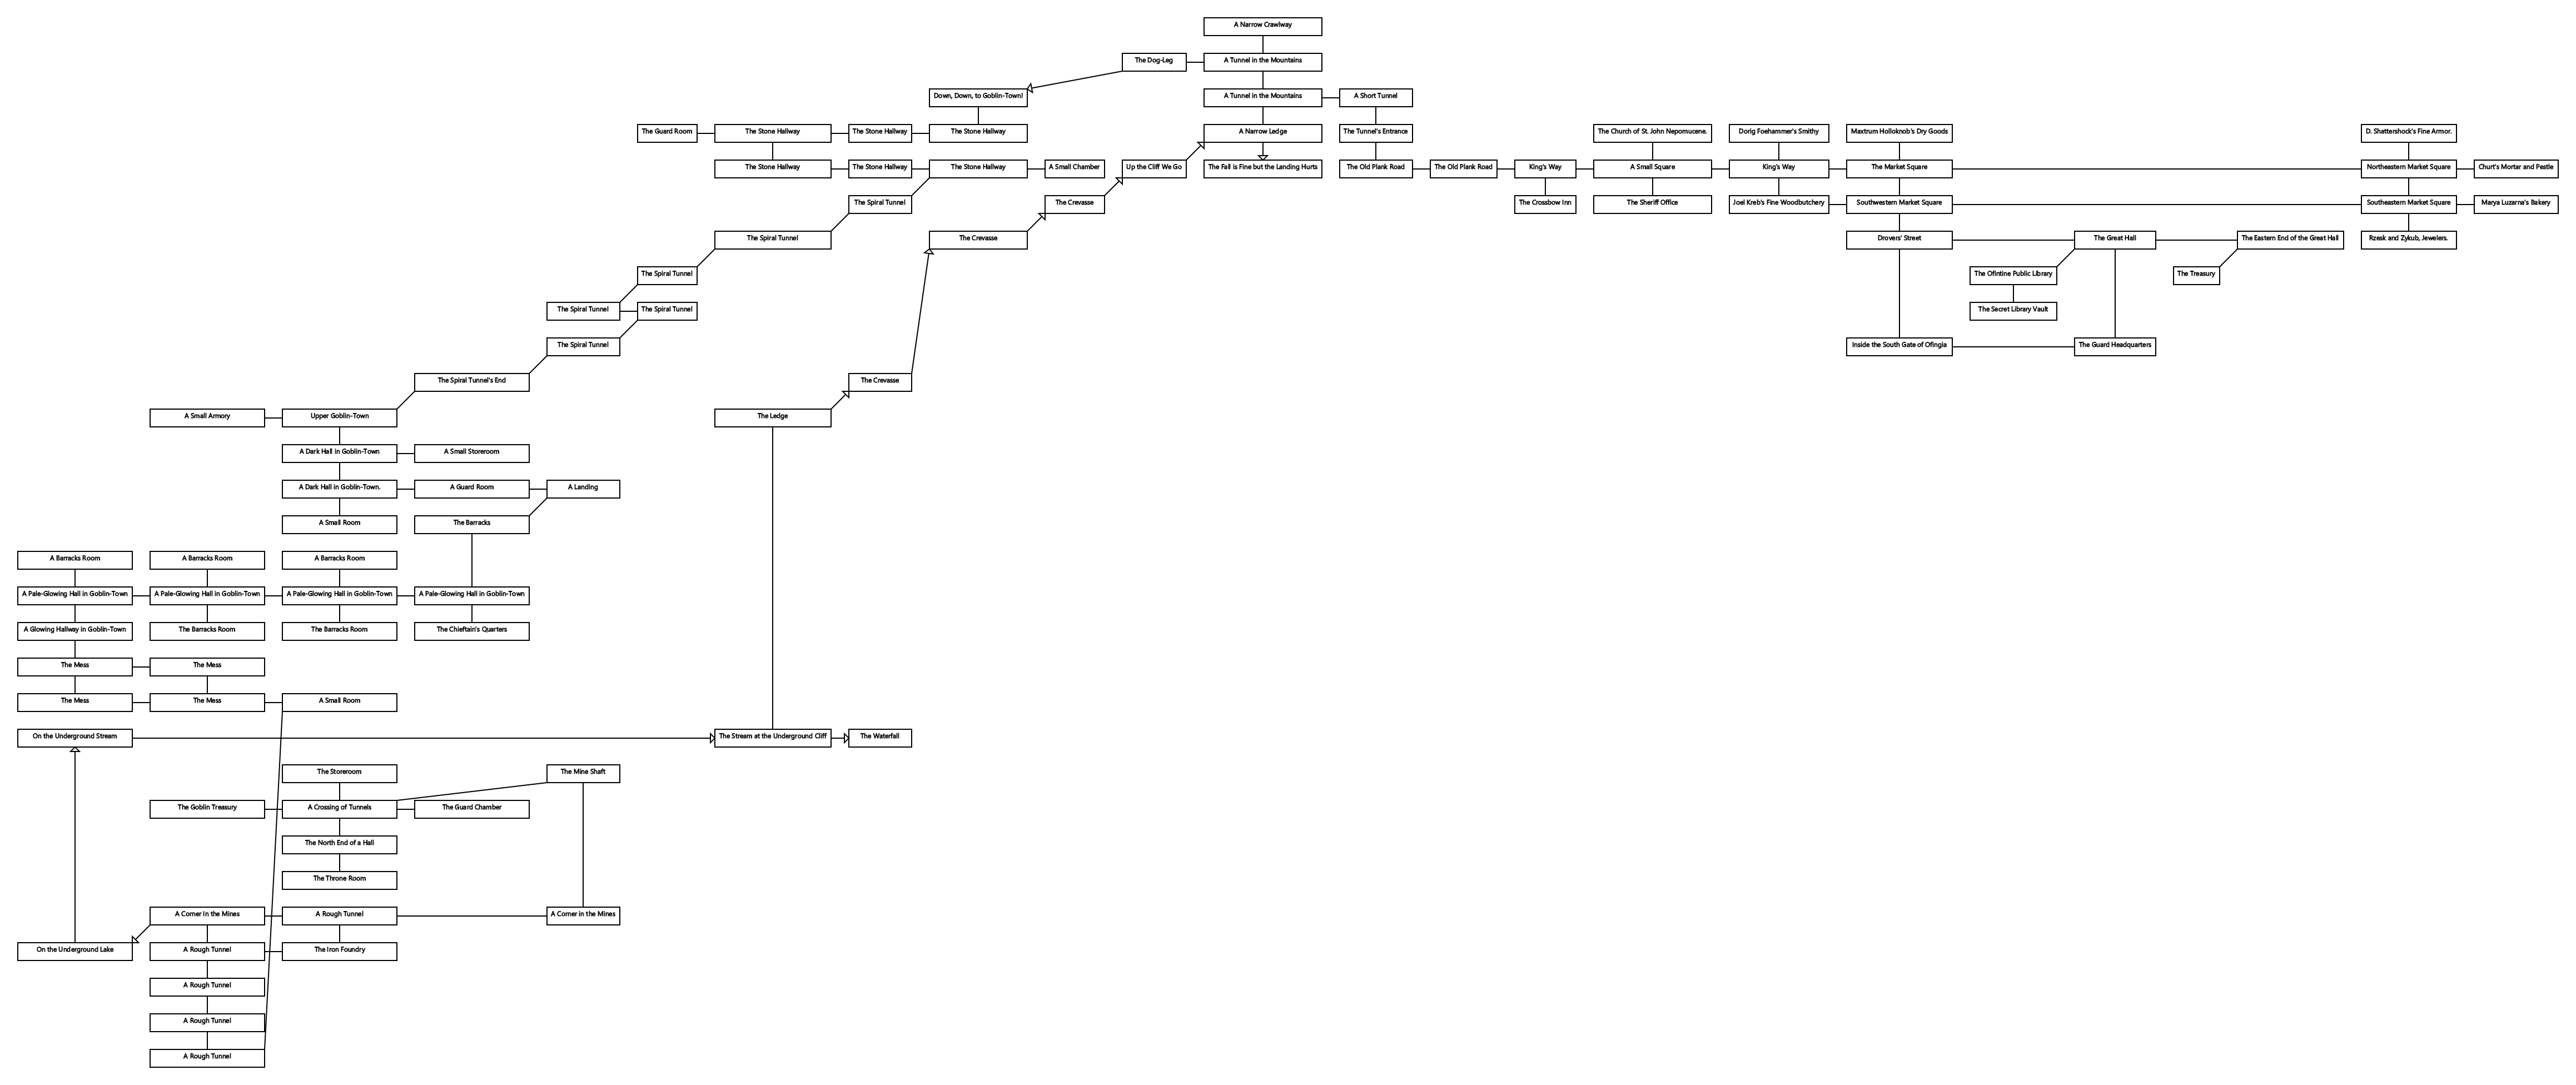 A Narrow Crawlway
The Dog-Leg
A Tunnel in the Mountains
Down, Down, to Goblin-Town!
A Tunnel in the Mountains
A Short Tunnel
The Guard Room
The Stone Hallway
The Stone Hallway
The Stone Hallway
A Narrow Ledge
The Tunnel's Entrance
The Church of St. John Nepomucene.
Dorig Foehammer's Smithy
Maxtrum Holloknob's Dry Goods
D. Shattershock's Fine Armor.
The Stone Hallway
The Stone Hallway
The Stone Hallway
A Small Chamber
Up the Cliff We Go
The Fall is Fine but the Landing Hurts
The Old Plank Road
The Old Plank Road
King's Way
A Small Square
King's Way
The Market Square
Northeastern Market Square
Churt's Mortar and Pestle
The Spiral Tunnel
The Crevasse
The Crossbow Inn
The Sheriff Office
Joel Kreb's Fine Woodbutchery
Southwestern Market Square
Southeastern Market Square
Marya Luzarna's Bakery
The Spiral Tunnel
The Crevasse
Drovers' Street
The Great Hall
The Eastern End of the Great Hall
Rzesk and Zykub, Jewelers.
The Spiral Tunnel
The Ofintine Public Library
The Treasury
The Spiral Tunnel
The Spiral Tunnel
The Secret Library Vault
The Spiral Tunnel
Inside the South Gate of Ofingia
The Guard Headquarters
The Spiral Tunnel's End
The Crevasse
A Small Armory
Upper Goblin-Town
The Ledge
A Dark Hall in Goblin-Town
A Small Storeroom
A Dark Hall in Goblin-Town.
A Guard Room
A Landing
A Small Room
The Barracks
A Barracks Room
A Barracks Room
A Barracks Room
A Pale-Glowing Hall in Goblin-Town
A Pale-Glowing Hall in Goblin-Town
A Pale-Glowing Hall in Goblin-Town
A Pale-Glowing Hall in Goblin-Town
A Glowing Hallway in Goblin-Town
The Barracks Room
The Barracks Room
The Chieftain's Quarters
The Mess
The Mess
The Mess
The Mess
A Small Room
On the Underground Stream
The Stream at the Underground Cliff
The Waterfall
The Storeroom
The Mine Shaft
The Goblin Treasury
A Crossing of Tunnels
The Guard Chamber
The North End of a Hall
The Throne Room
A Corner In the Mines
A Rough Tunnel
A Corner in the Mines
On the Underground Lake
A Rough Tunnel
The Iron Foundry
A Rough Tunnel
A Rough Tunnel
A Rough Tunnel